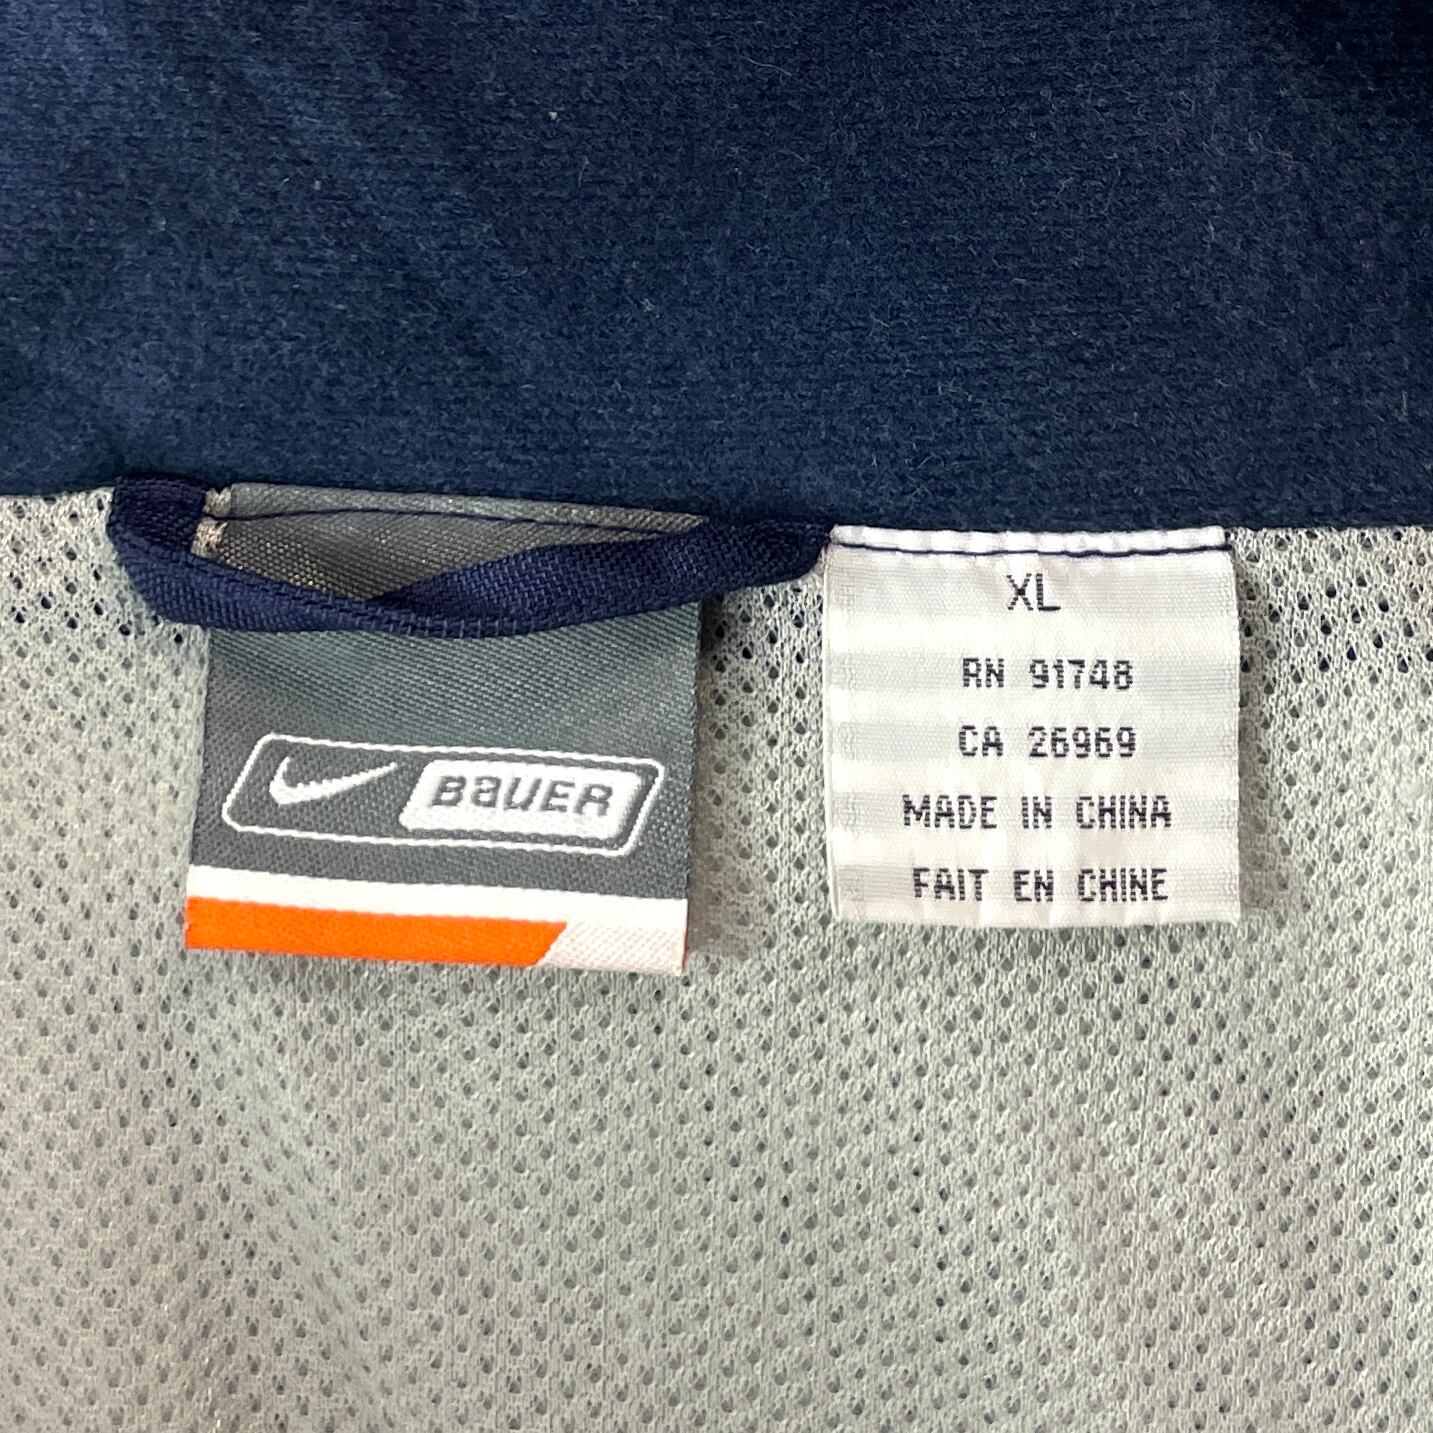 BaUER
XL
RN 91748
CA 26969
MADE IN CHINA
FAIT EN CHINE